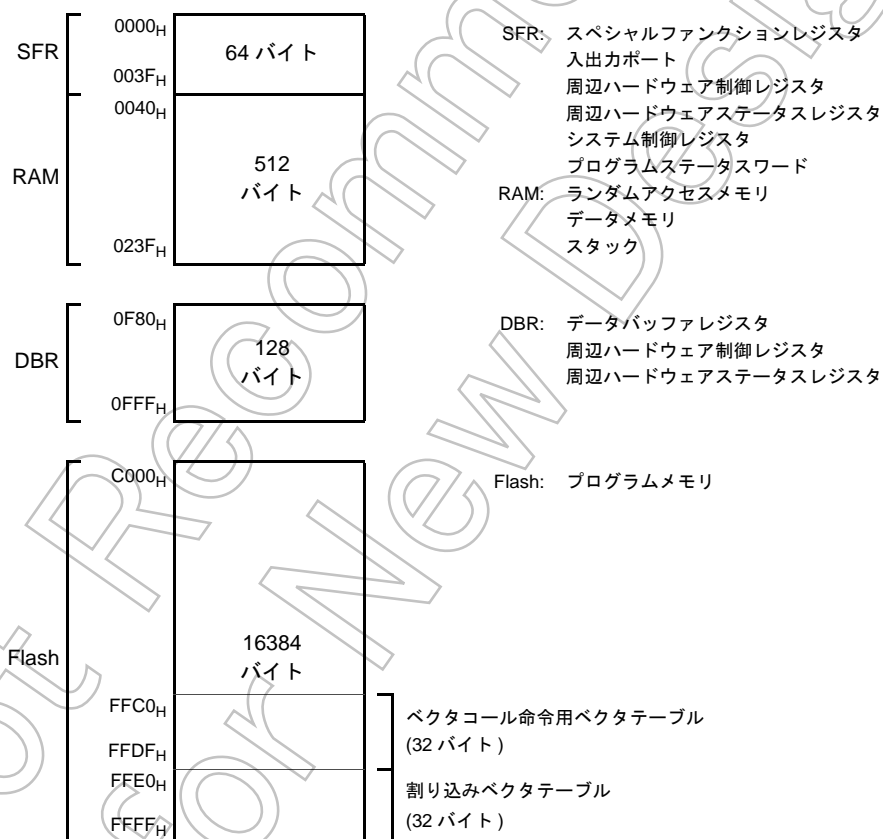 SFR
0000H
003FH
64 バイト
SFR: スペシャルファンクションレジスタ
入出力ポート
周辺ハードウェア制御レジスタ
周辺ハードウェアステータスレジスタ
システム制御レジスタ
プログラムステータスワード
RAM
0040H
023FH
512
バイト
RAM: ランダムアクセスメモリ
データメモリ
スタック
DBR
0F80H
0FFFH
128
バイト
DBR: データバッファレジスタ
周辺ハードウェア制御レジスタ
周辺ハードウェアステータスレジスタ
Flash
C000H
16384
バイト
Flash: プログラムメモリ
FFC0H
FFDFH
ベクタコール命令用ベクタテーブル
(32 バイト)
FFE0H
FFFFH
割り込みベクタテーブル
(32 バイト)
ot Recomme
for New Desig